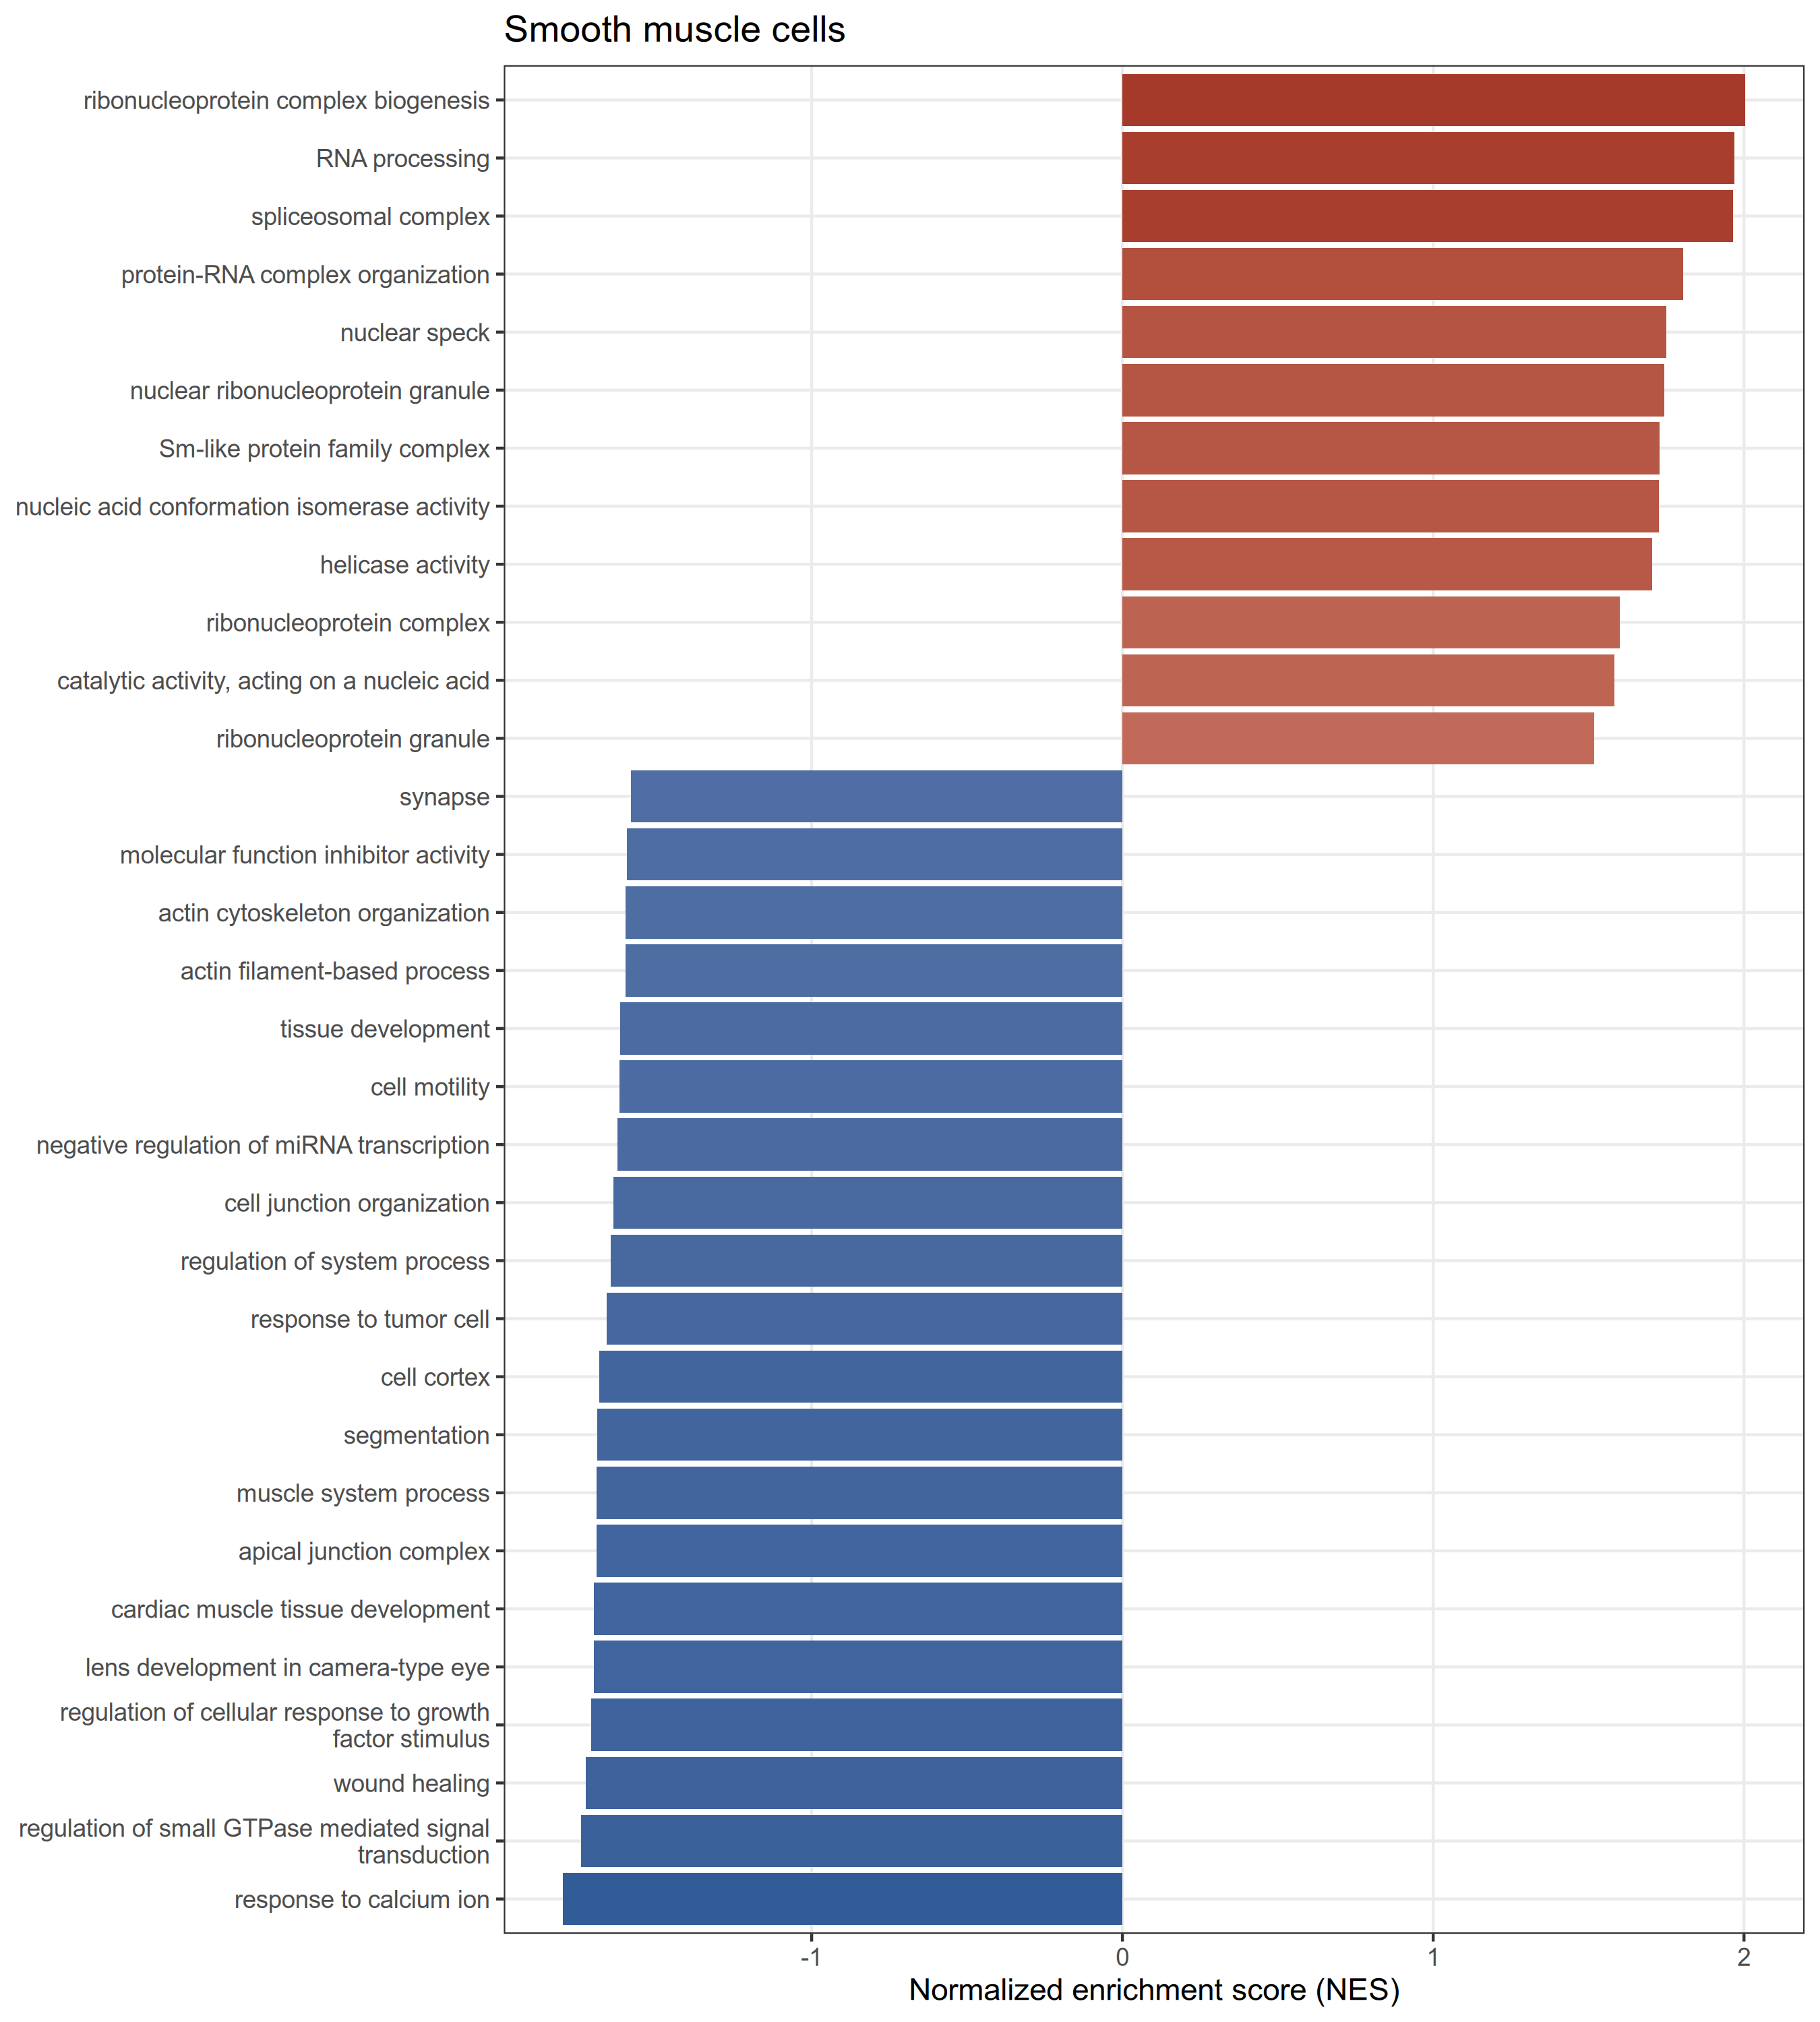 Smooth muscle cells
ribonucleoprotein complex biogenesis
RNA processing
spliceosomal complex
protein-RNA complex organization
nuclear speck
nuclear ribonucleoprotein granule
Sm-like protein family complex
nucleic acid conformation isomerase activity
helicase activity
ribonucleoprotein complex
catalytic activity, acting on a nucleic acid
ribonucleoprotein granule
synapse
molecular function inhibitor activity
actin cytoskeleton organization
actin filament-based process
tissue development
cell motility
negative regulation of miRNA transcription
cell junction organization
regulation of system process
response to tumor cell
cell cortex
segmentation
muscle system process
apical junction complex
cardiac muscle tissue development
lens development in camera-type eye
regulation of cellular response to growth
factor stimulus
wound healing
regulation of small GTPase mediated signal
transduction
response to calcium ion
-1 0 1 2
Normalized enrichment score (NES)